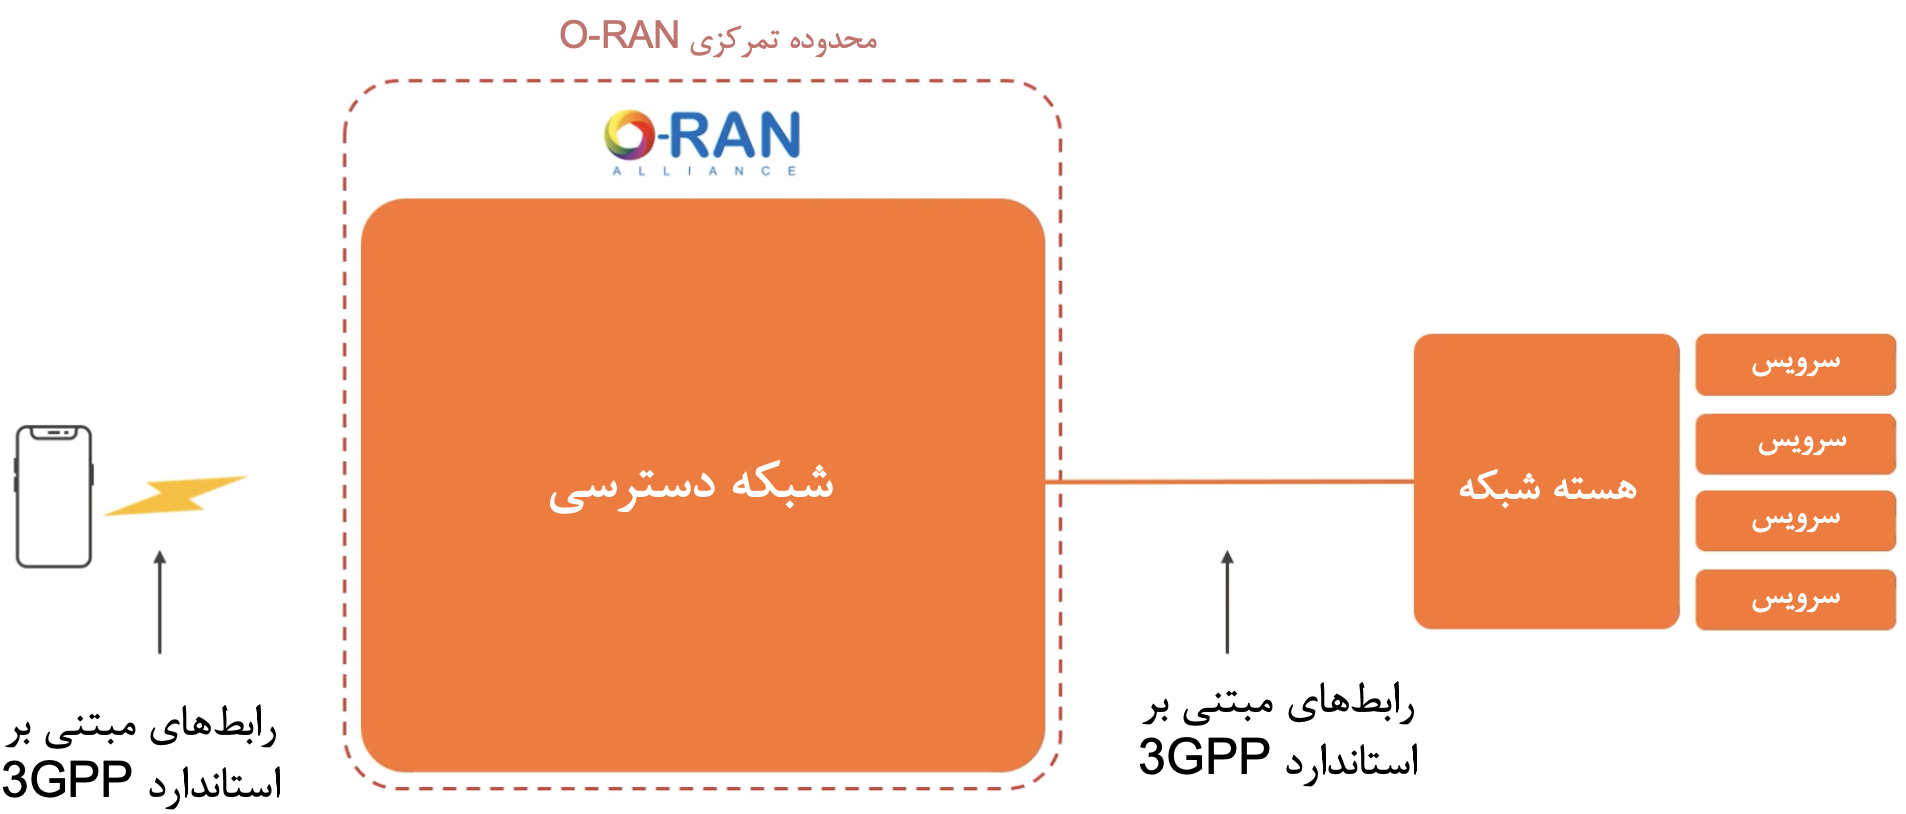 محدوده تمرکزی O-RAN
O-RAN
ALLIANCE
شبکه دسترسی
هسته شبکه
سرویس
سرویس
سرویس
سرویس
رابط‌های مبتنی بر
استاندارد 3GPP
رابط‌های مبتنی بر
استاندارد 3GPP